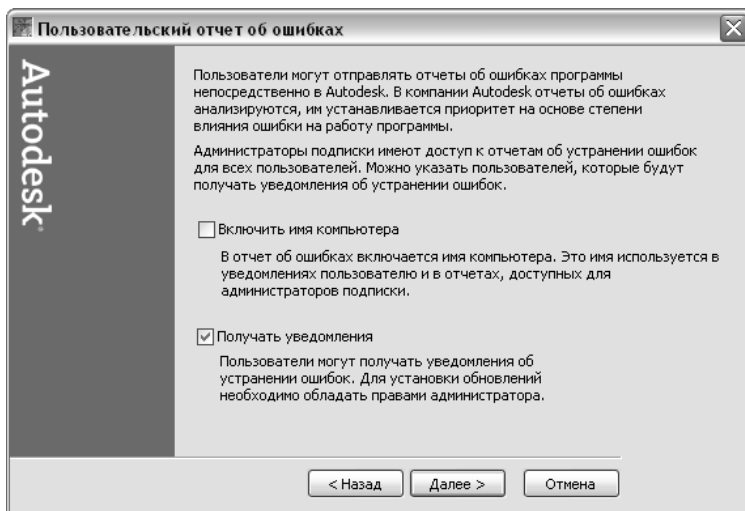 Пользовательский отчет об ошибках
Autodesk
Пользователи могут отправлять отчеты об ошибках программы
непосредственно в Autodesk. В компании Autodesk отчеты об ошибках
анализируются, им устанавливается приоритет на основе степени
влияния ошибки на работу программы.
Администраторы подписки имеют доступ к отчетам об устранении ошибок
для всех пользователей. Можно указать пользователей, которые будут
получать уведомления об устранении ошибок.
Включить имя компьютера
В отчет об ошибках включается имя компьютера. Это имя используется в
уведомлениях пользователю и в отчетах, доступных для
администраторов подписки.
Получать уведомления
Пользователи могут получать уведомления об
устранении ошибок. Для установки обновлений
необходимо обладать правами администратора.
< Назад
Далее >
Отмена